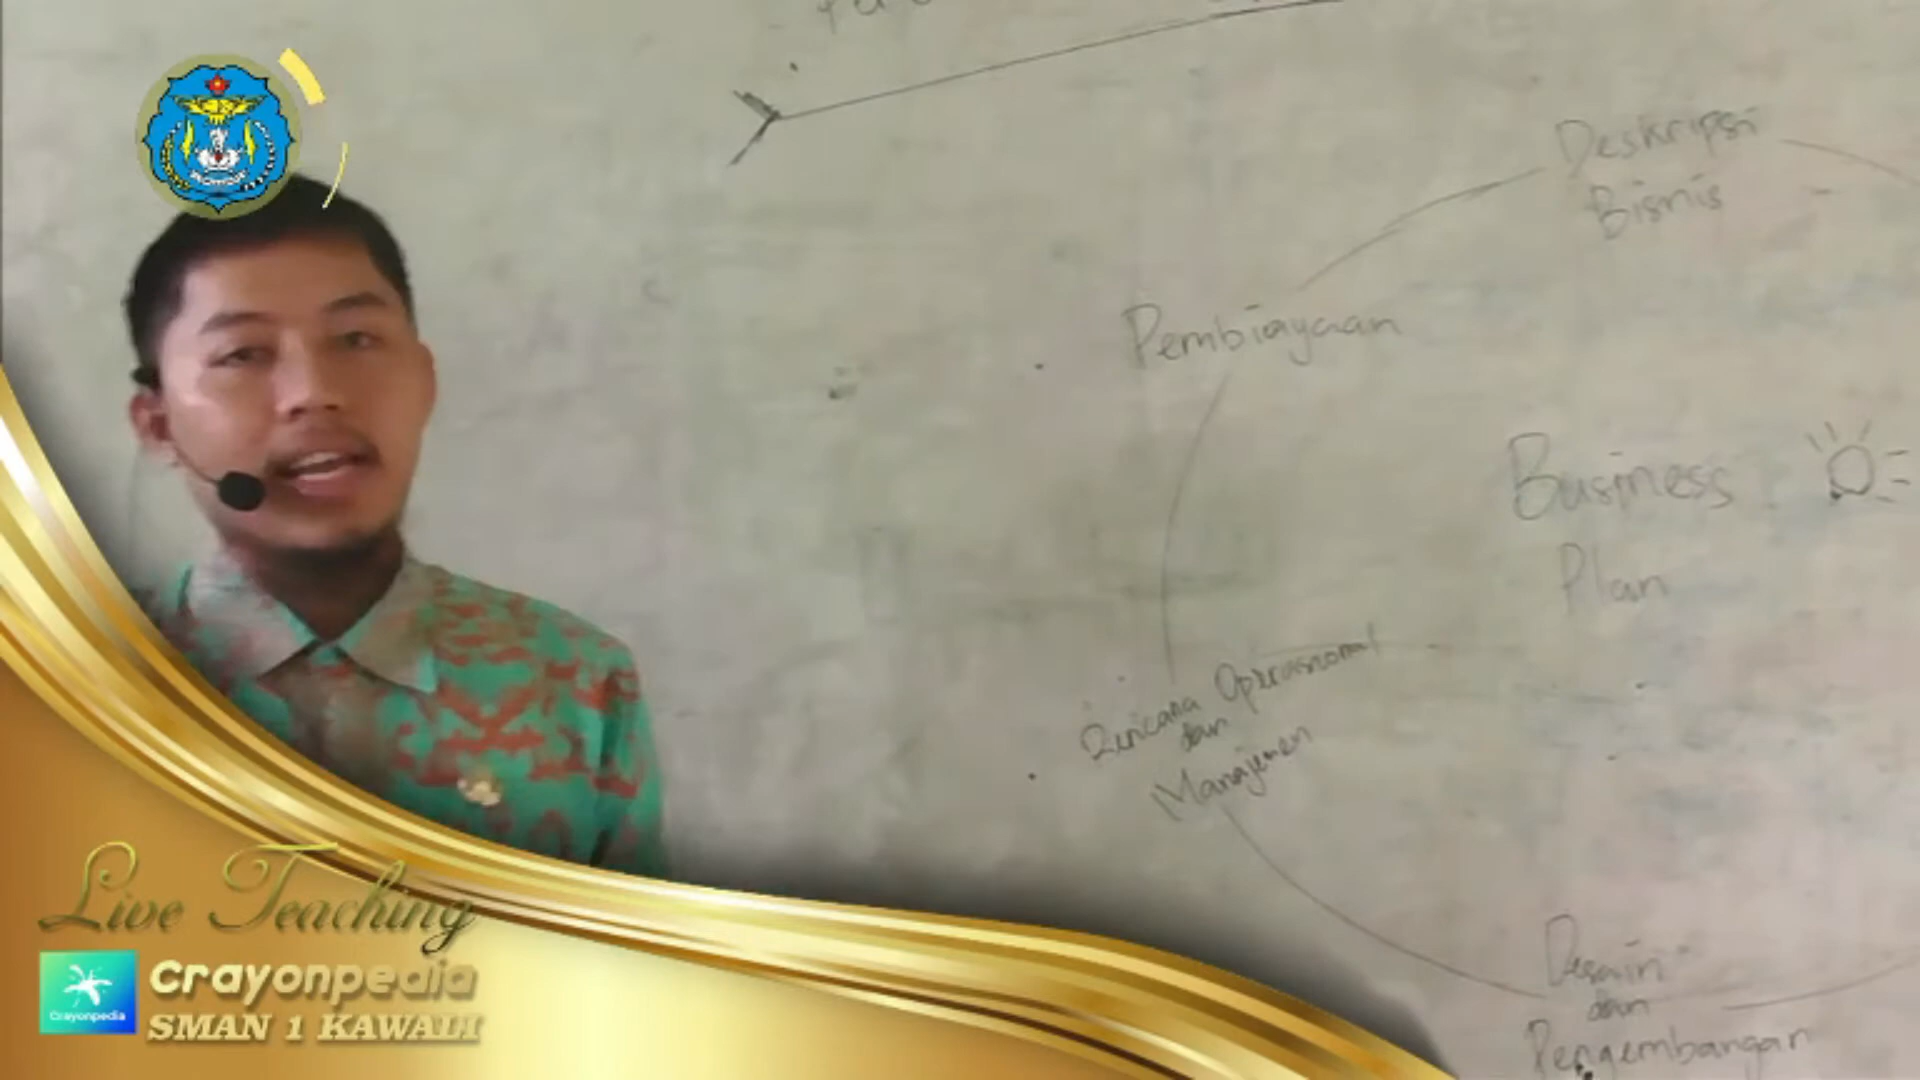 Deskripsi
Bisnis
Pembiayaan
Business
Plan
Rencana Operasional
dan
Manajemen
Desain
dan
Pengembangan
Live Teaching
Crayonpedia
Crayonpedia
SMAN 1 KAWALI